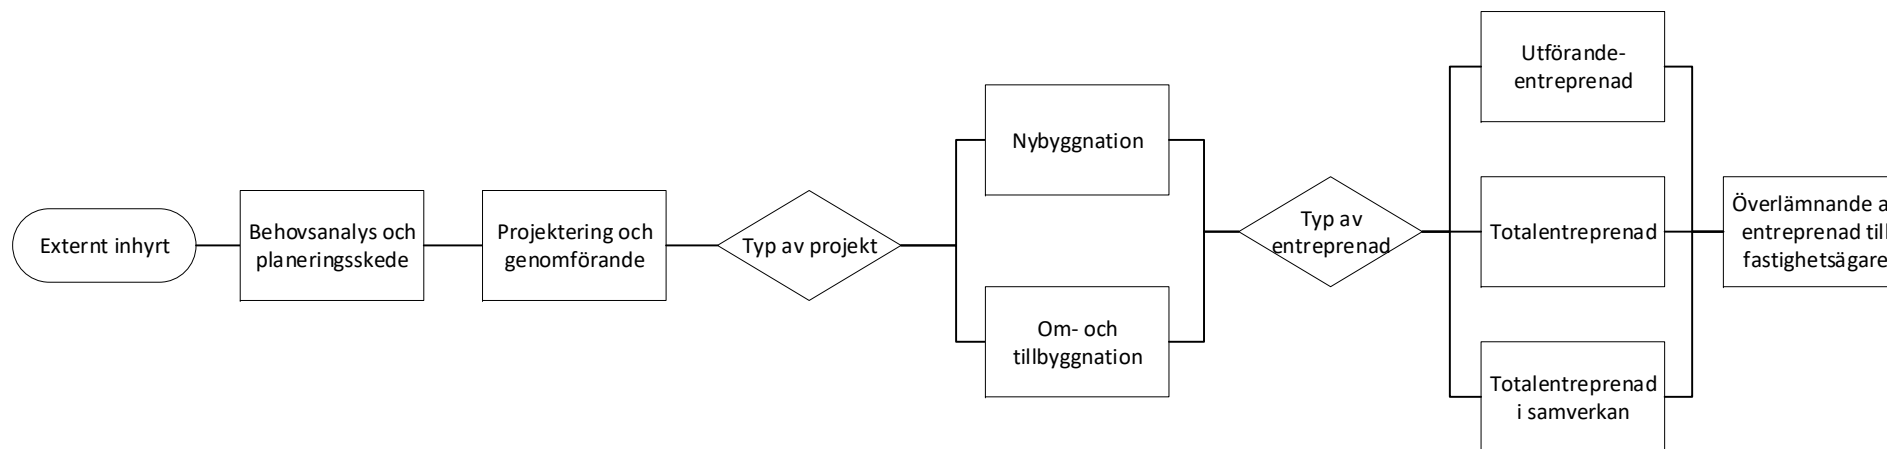 Externt inhyrt
Behovsanalys och
planeringsskede
Projektering och
genomförande
Typ av projekt
Nybyggnation
Om- och
tillbyggnation
Typ av
entreprenad
Utförande-
entreprenad
Totalentreprenad
Totalentreprenad
i samverkan
Överlämnande a
entreprenad till
fastighetsägare